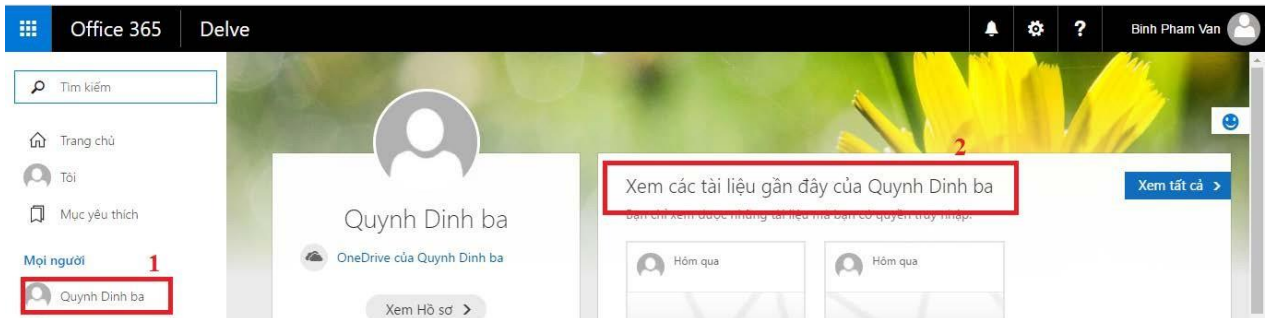 Office 365 Delve ? Binh Pham Van
Tìm kiếm
Trang chủ
Tôi
Mục yêu thích
Mọi người 1
Quynh Dinh ba
Quynh Dinh ba
OneDrive của Quynh Dinh ba
Xem Hồ sơ
2
Xem các tài liệu gần đây của Quynh Dinh ba
Xem tất cả
Bạn chỉ xem được những tài liệu mà bạn có quyền truy nhập.
Hôm qua
Hôm qua